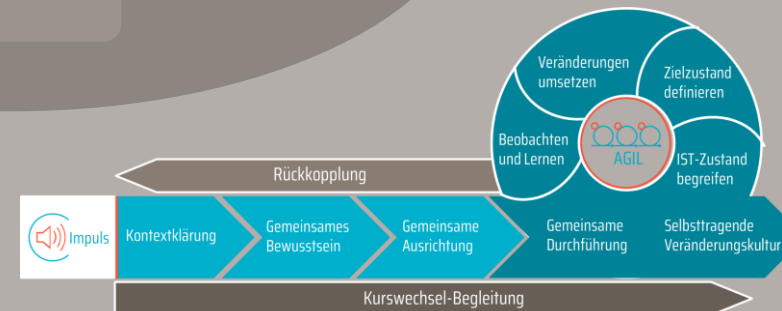 Veränderungen
umsetzen
Zielzustand
definieren
Beobachten
und Lernen
AGIL
IST-Zustand
begreifen
Rückkopplung
Impuls
Kontextklärung
Gemeinsames
Bewusstsein
Gemeinsame
Ausrichtung
Gemeinsame
Durchführung
Selbsttragende
Veränderungskultur
Kurswechsel-Begleitung